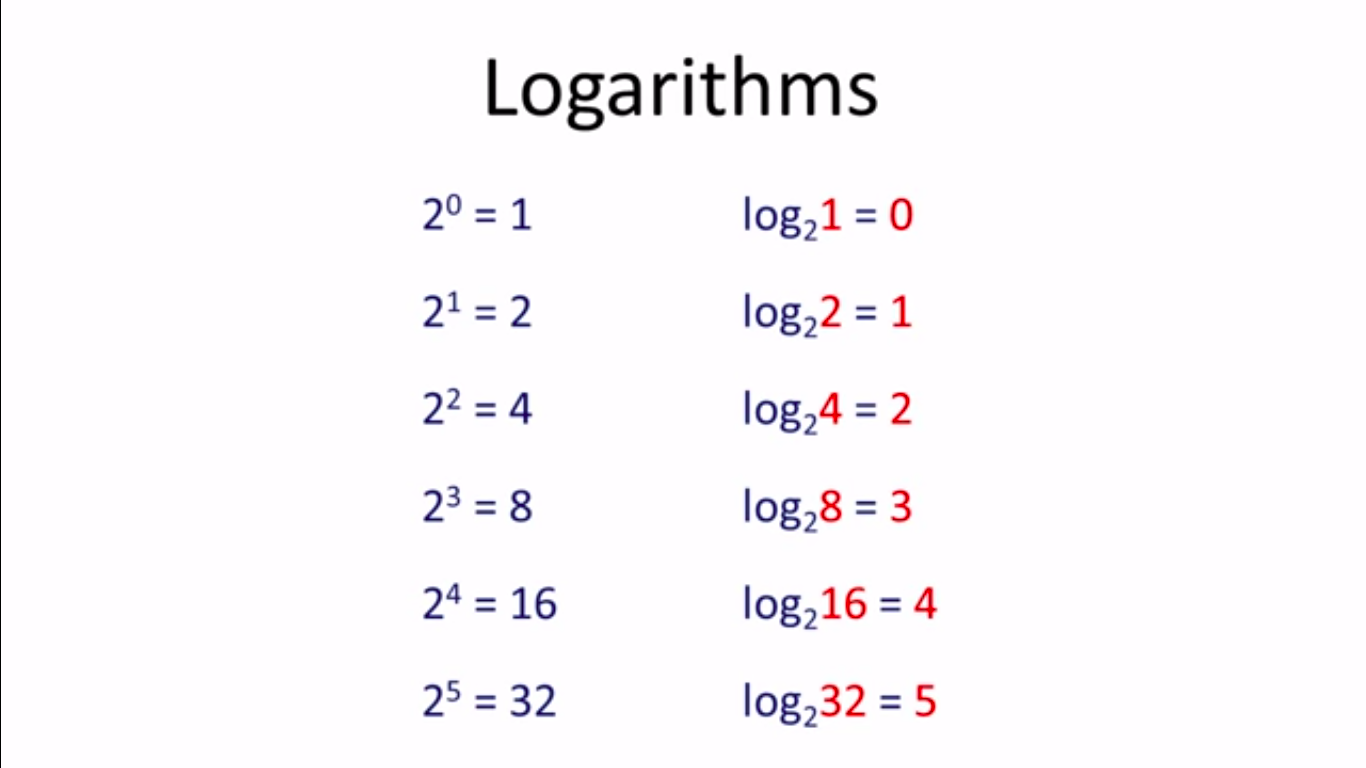 Logarithms
2⁰ = 1 log₂1 = 0
2¹ = 2 log₂2 = 1
2² = 4 log₂4 = 2
2³ = 8 log₂8 = 3
2⁴ = 16 log₂16 = 4
2⁵ = 32 log₂32 = 5